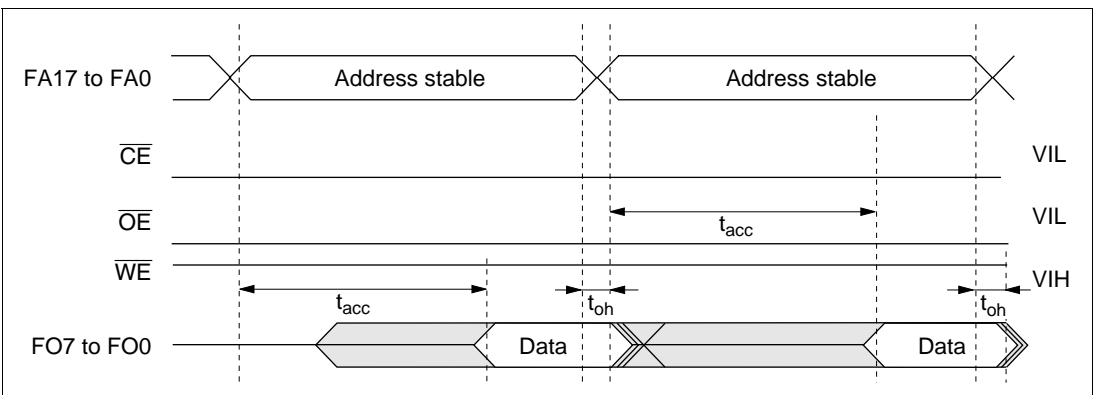 FA17 to FA0 Address stable Address stable
CE VIL
OE tacc VIL
WE VIH
tacc toh toh
FO7 to FO0 Data Data